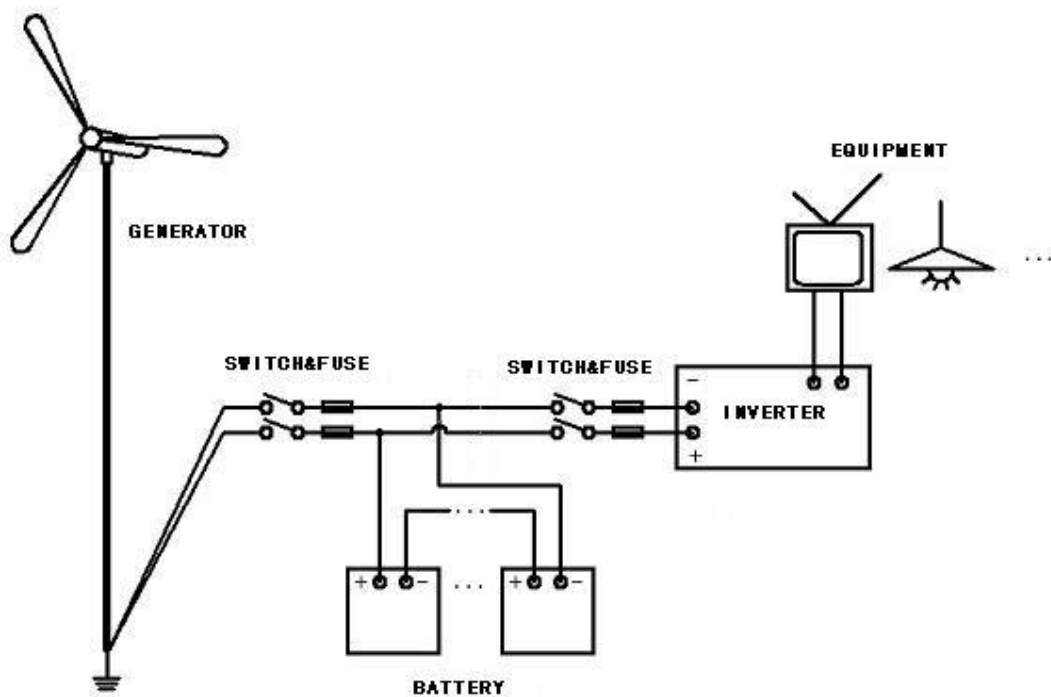 EQUIPMENT
GENERATOR
...
SWITCH&FUSE
SWITCH&FUSE
-
INVERTER
+
...
+ - ... + -
BATTERY